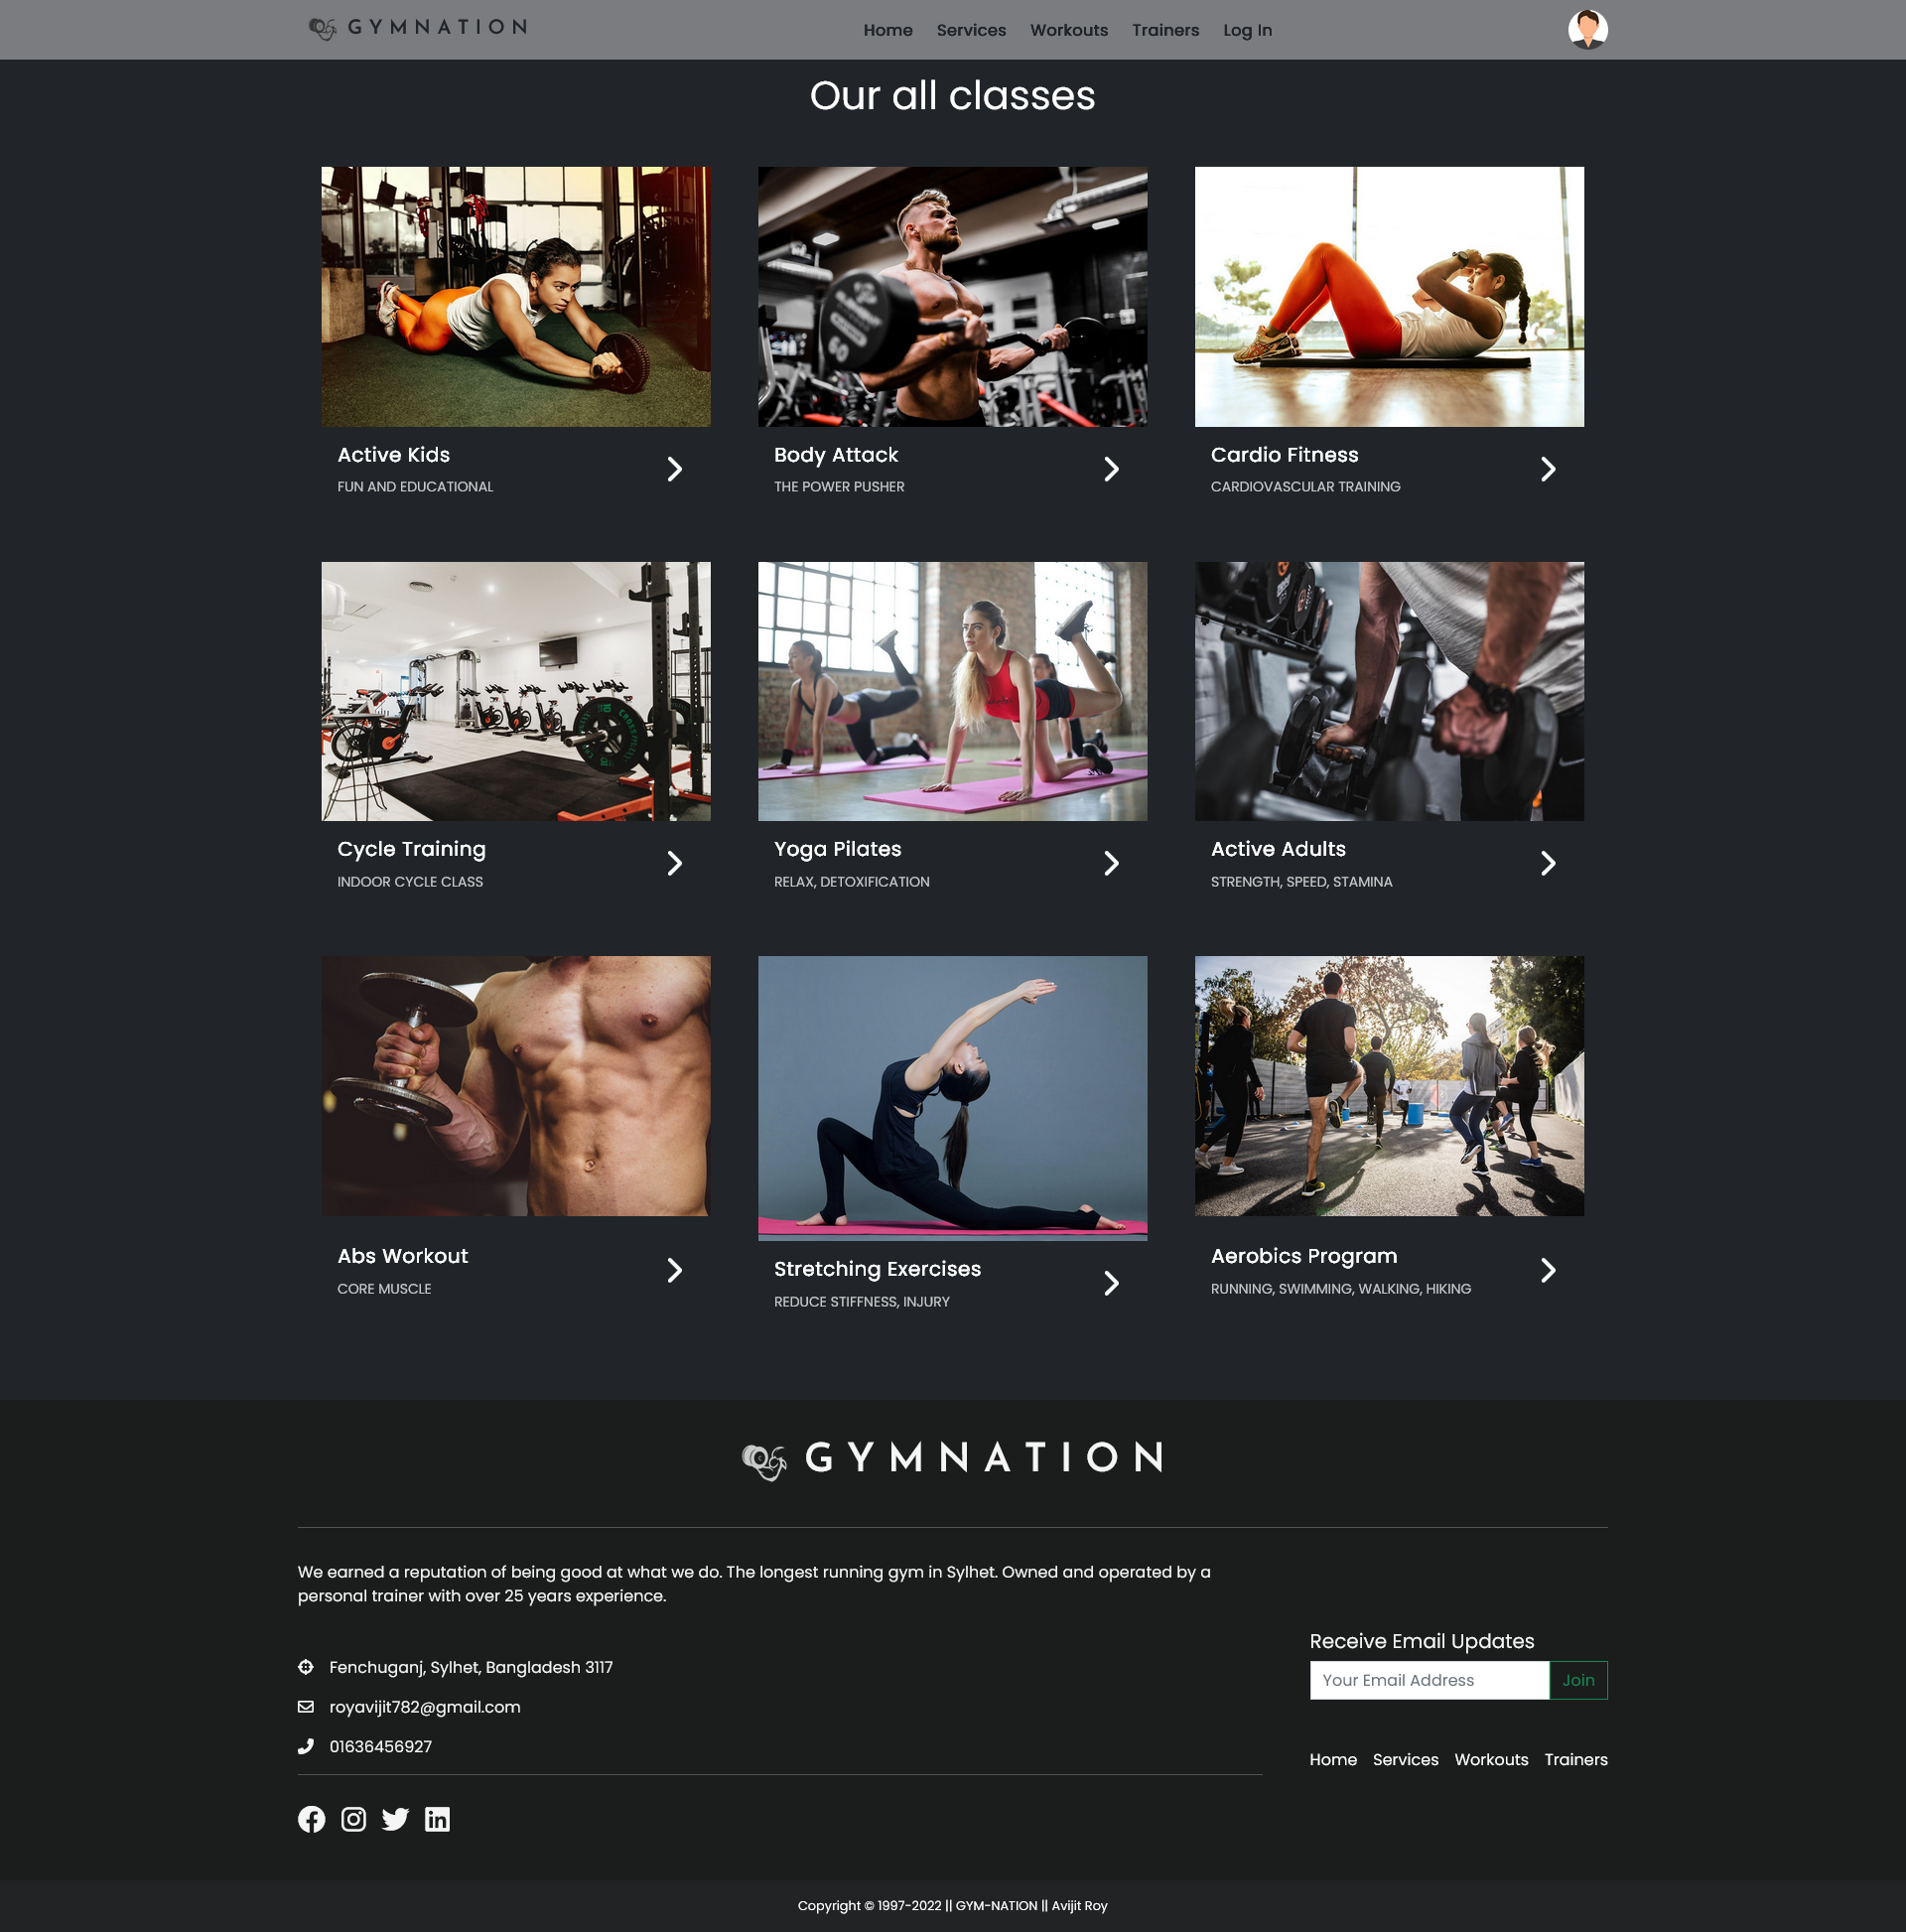 GYMNATION
Home Services Workouts Trainers Log In
Our all classes
60
Active Kids
FUN AND EDUCATIONAL
Body Attack
THE POWER PUSHER
Cardio Fitness
CARDIOVASCULAR TRAINING
Cycle Training
INDOOR CYCLE CLASS
Yoga Pilates
RELAX, DETOXIFICATION
Active Adults
STRENGTH, SPEED, STAMINA
Abs Workout
CORE MUSCLE
Stretching Exercises
REDUCE STIFFNESS, INJURY
Aerobics Program
RUNNING, SWIMMING, WALKING, HIKING
GYMNATION
We earned a reputation of being good at what we do. The longest running gym in Sylhet. Owned and operated by a
personal trainer with over 25 years experience.
Fenchuganj, Sylhet, Bangladesh 3117
royavijit782@gmail.com
01636456927
Receive Email Updates
Your Email Address Join
Home Services Workouts Trainers
Copyright © 1997-2022 || GYM-NATION || Avijit Roy